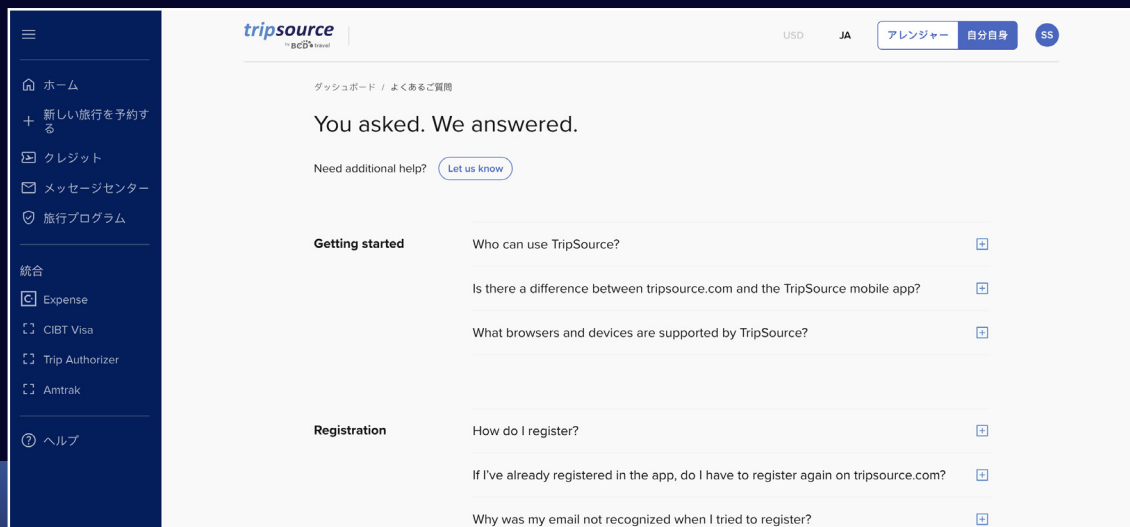 tripsource
by BCD travel
USD
JA
アレンジャー
自分自身
SS
ホーム
新しい旅行を予約す
る
クレジット
メッセージセンター
旅行プログラム
統合
Expense
CIBT Visa
Trip Authorizer
Amtrak
ヘルプ
ダッシュボード / よくあるご質問
You asked. We answered.
Need additional help? Let us know
Getting started
Who can use TripSource?
Is there a difference between tripsource.com and the TripSource mobile app?
What browsers and devices are supported by TripSource?
Registration
How do I register?
If I've already registered in the app, do I have to register again on tripsource.com?
Why was my email not recognized when I tried to register?